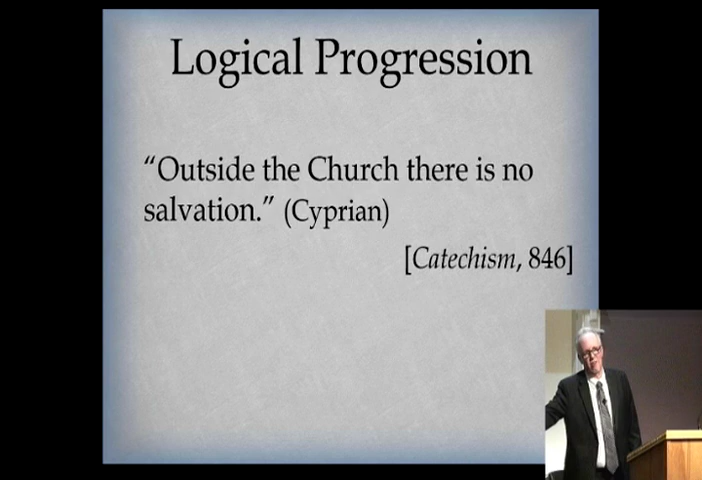 Logical Progression
“Outside the Church there is no
salvation.” (Cyprian)
[Catechism, 846]